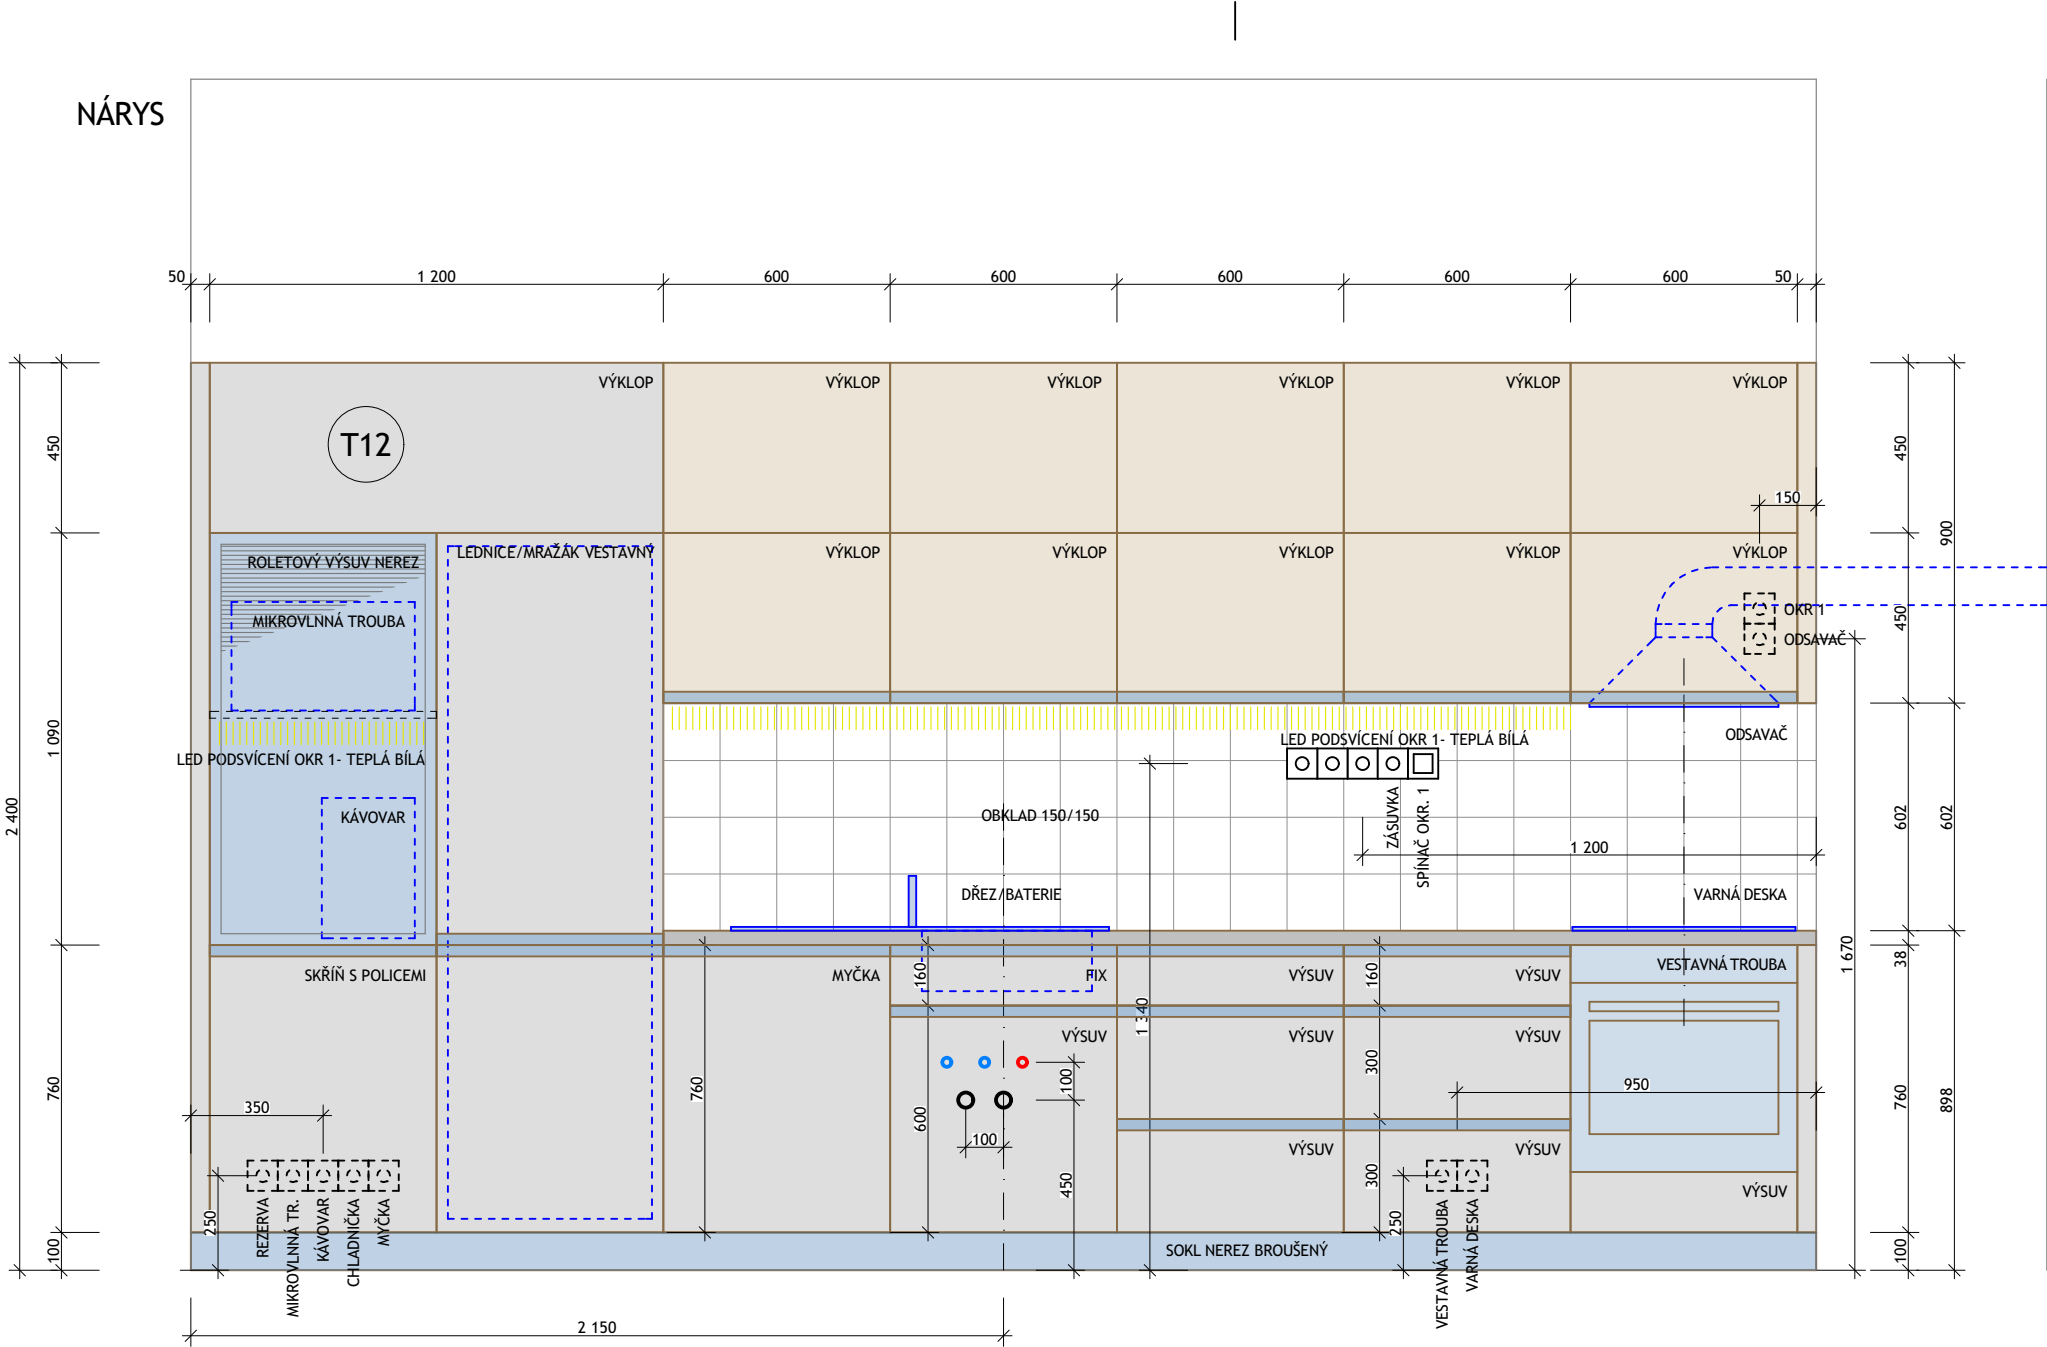 NÁRYS
50
1 200
600
600
600
600
600
50
VÝKLOP
VÝKLOP
VÝKLOP
VÝKLOP
VÝKLOP
VÝKLOP
T12
450
450
150
900
2 400
ROLETOVÝ VÝSUV NEREZ
LEDNICE/MRAŽÁK VESTAVNÝ
VÝKLOP
VÝKLOP
VÝKLOP
VÝKLOP
VÝKLOP
MIKROVLNNÁ TROUBA
OKR 1
ODSAVAČ
450
1 090
LED PODSVÍCENÍ OKR 1- TEPLÁ BÍLÁ
LED PODSVÍCENÍ OKR 1- TEPLÁ BÍLÁ
ODSAVAČ
KÁVOVAR
OBKLAD 150/150
ZÁSUVKA
SPÍNAČ OKR. 1
1 200
602
602
DŘEZ/BATERIE
VARNÁ DESKA
1 670
38
SKŘÍŇ S POLICEMI
MYČKA
160
FIX
VÝSUV
160
VÝSUV
VESTAVNÁ TROUBA
1 340
VÝSUV
VÝSUV
VÝSUV
760
760
600
100
300
950
760
898
350
100
VÝSUV
VÝSUV
VÝSUV
450
300
250
250
REZERVA
MIKROVLNNÁ TR.
KÁVOVAR
CHLADNIČKA
MYČKA
VESTAVNÁ TROUBA
VARNÁ DESKA
100
SOKL NEREZ BROUŠENÝ
100
2 150